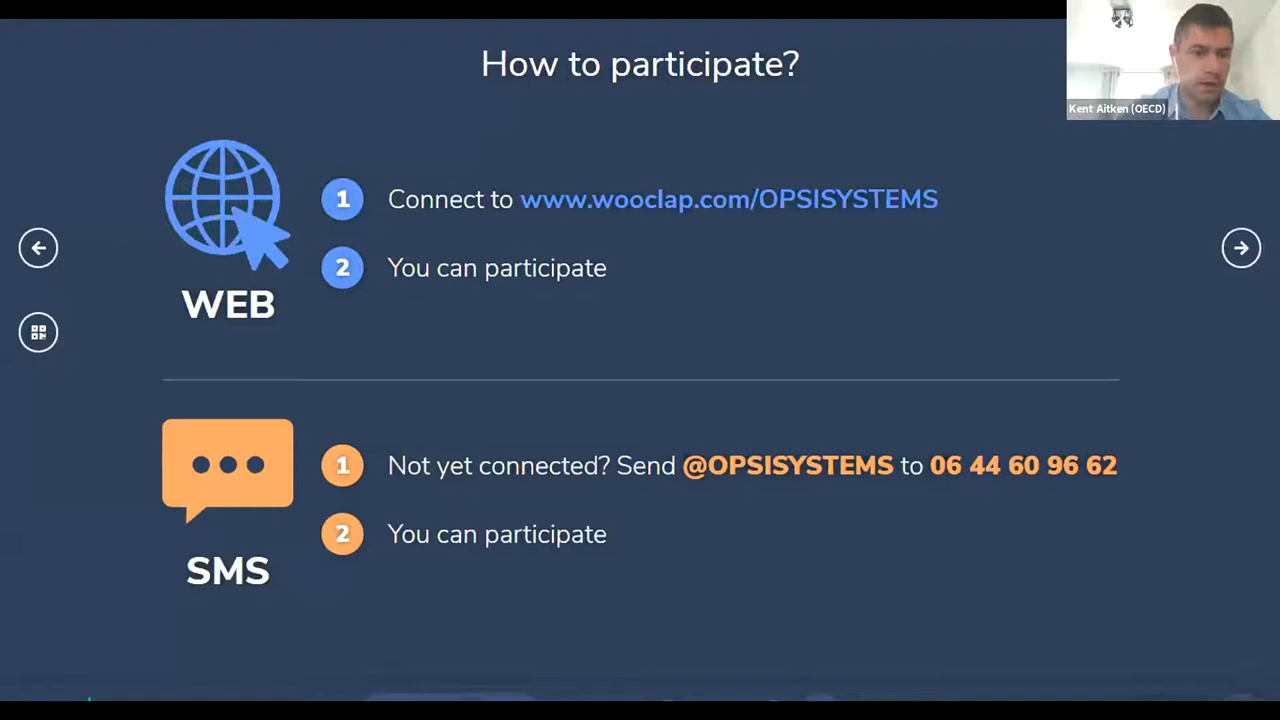 How to participate?
Kent Aitken (OECD)
1 Connect to www.wooclap.com/OPSISYSTEMS
2 You can participate
WEB
1 Not yet connected? Send @OPSISYSTEMS to 06 44 60 96 62
2 You can participate
SMS